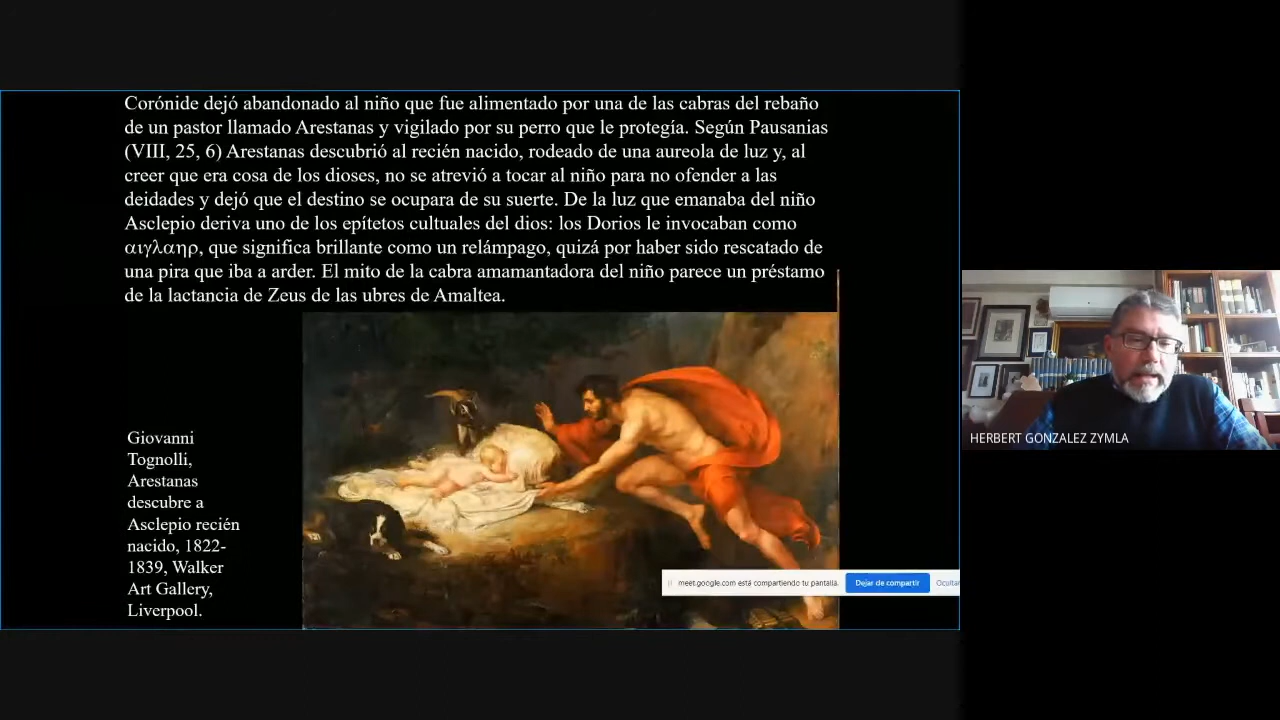 Corónide dejó abandonado al niño que fue alimentado por una de las cabras del rebaño
de un pastor llamado Arestanas y vigilado por su perro que le protegía. Según Pausanias
(VIII, 25, 6) Arestanas descubrió al recién nacido, rodeado de una aureola de luz y, al
creer que era cosa de los dioses, no se atrevió a tocar al niño para no ofender a las
deidades y dejó que el destino se ocupara de su suerte. De la luz que emanaba del niño
Asclepio deriva uno de los epítetos cultuales del dios: los Dorios le invocaban como
αιγλαηρ, que significa brillante como un relámpago, quizá por haber sido rescatado de
una pira que iba a arder. El mito de la cabra amamantadora del niño parece un préstamo
de la lactancia de Zeus de las ubres de Amaltea.
Giovanni
Tognolli,
Arestanas
descubre a
Asclepio recién
nacido, 1822-
1839, Walker
Art Gallery,
Liverpool.
meet.google.com está compartiendo tu pantalla.
Dejar de compartir
Ocultar
HERBERT GONZALEZ ZYMLA